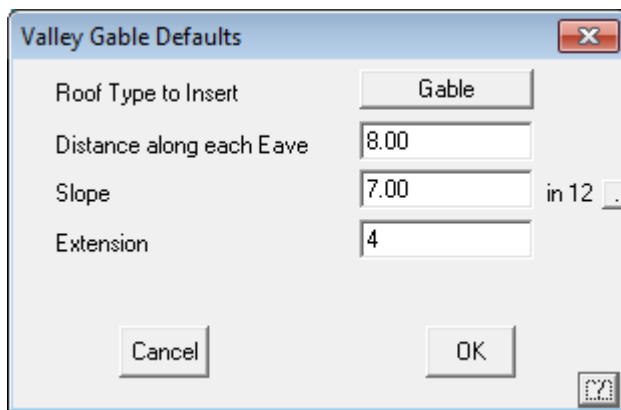 Valley Gable Defaults
Roof Type to Insert Gable
Distance along each Eave 8.00
Slope 7.00 in 12 .
Extension 4
Cancel OK
[?]